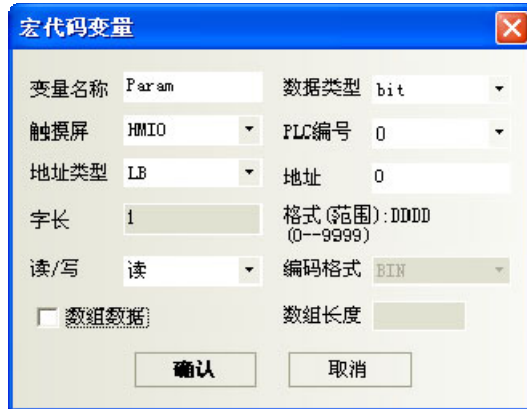 宏代码变量
变量名称 Param 数据类型 bit
触摸屏 HMI0 PLC编号 0
地址类型 LB 地址 0
字长 1 格式(范围):DDDD
(0--9999)
读/写 读 编码格式 BIN
数组数据 数组长度
确认 取消